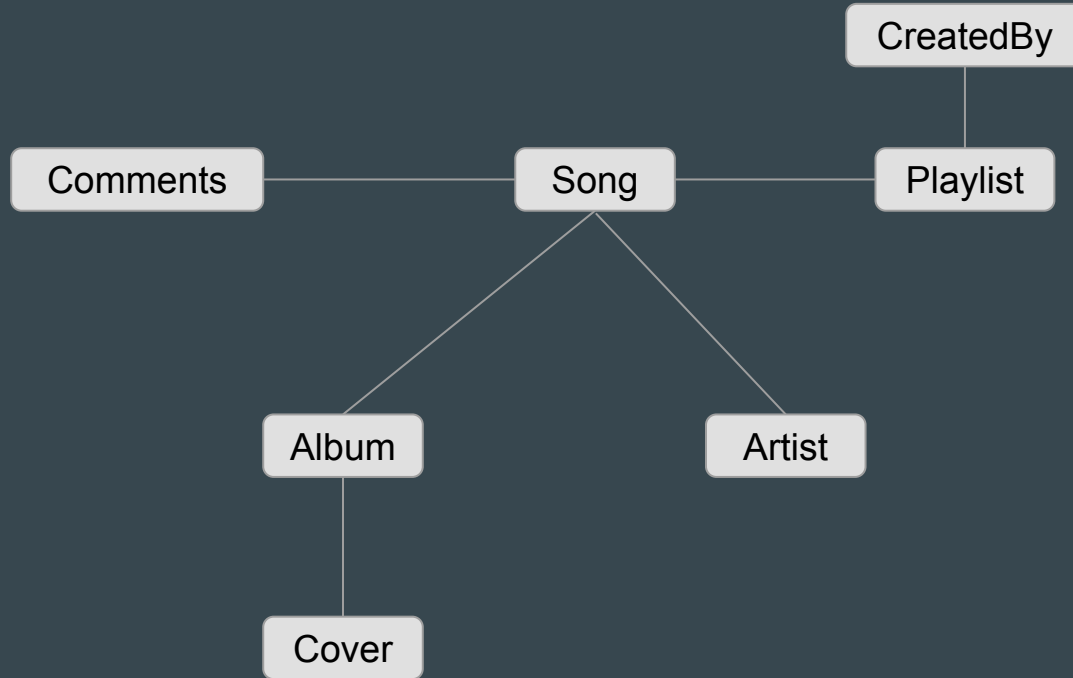 CreatedBy
Comments
Song
Playlist
Album
Artist
Cover